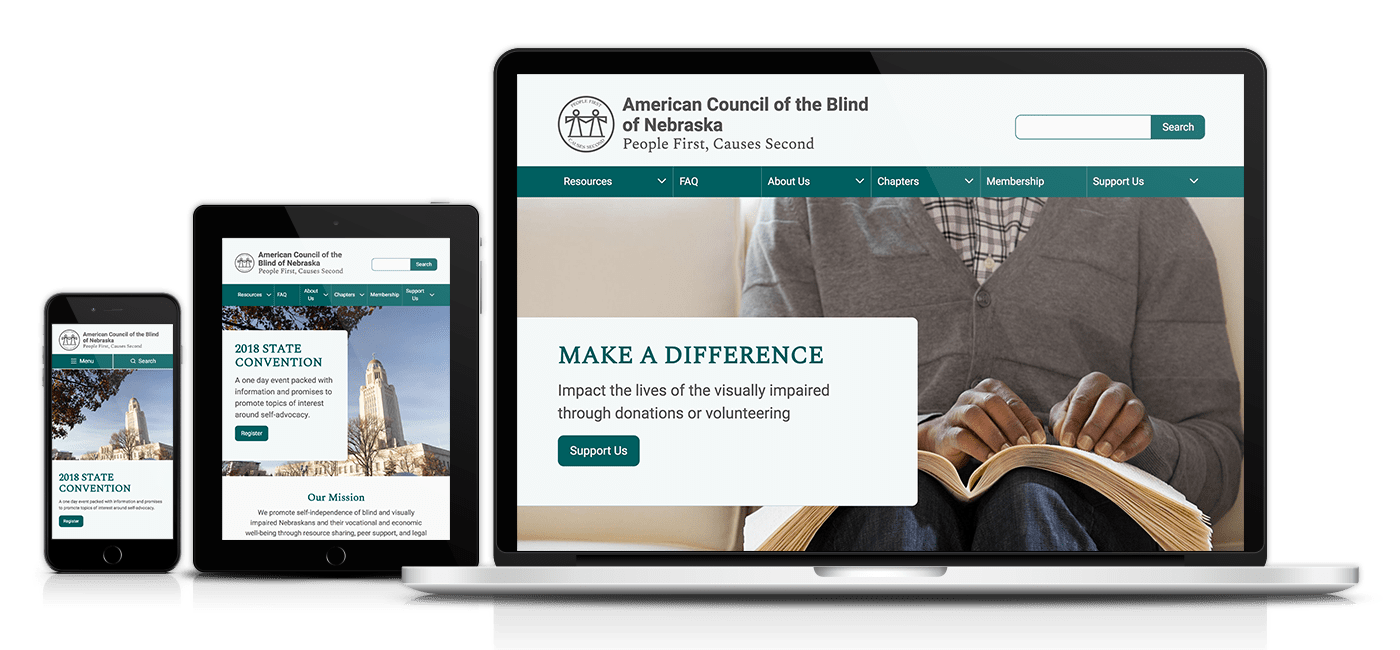 American Council of the Blind
of Nebraska
People First, Causes Second
PEOPLE FIRST
CAUSES SECOND
Search
Resources
FAQ
About Us
Chapters
Membership
Support Us
MAKE A DIFFERENCE
Impact the lives of the visually impaired
through donations or volunteering
Support Us
American Council of the
Blind of Nebraska
People First, Causes Second
Search
Resources
FAQ
About
Us
Chapters
Membership
Support
Us
2018 STATE
CONVENTION
A one day event packed with
information and promises to
promote topics of interest
around self-advocacy.
Register
Our Mission
We promote self-independence of blind and visually
impaired Nebraskans and their vocational and economic
well-being through resource sharing, peer support, and legal
American Council of the Blind
of Nebraska
People First, Causes Second
Menu
Search
2018 STATE
CONVENTION
A one day event packed with information and promises
to promote topics of interest around self-advocacy.
Register